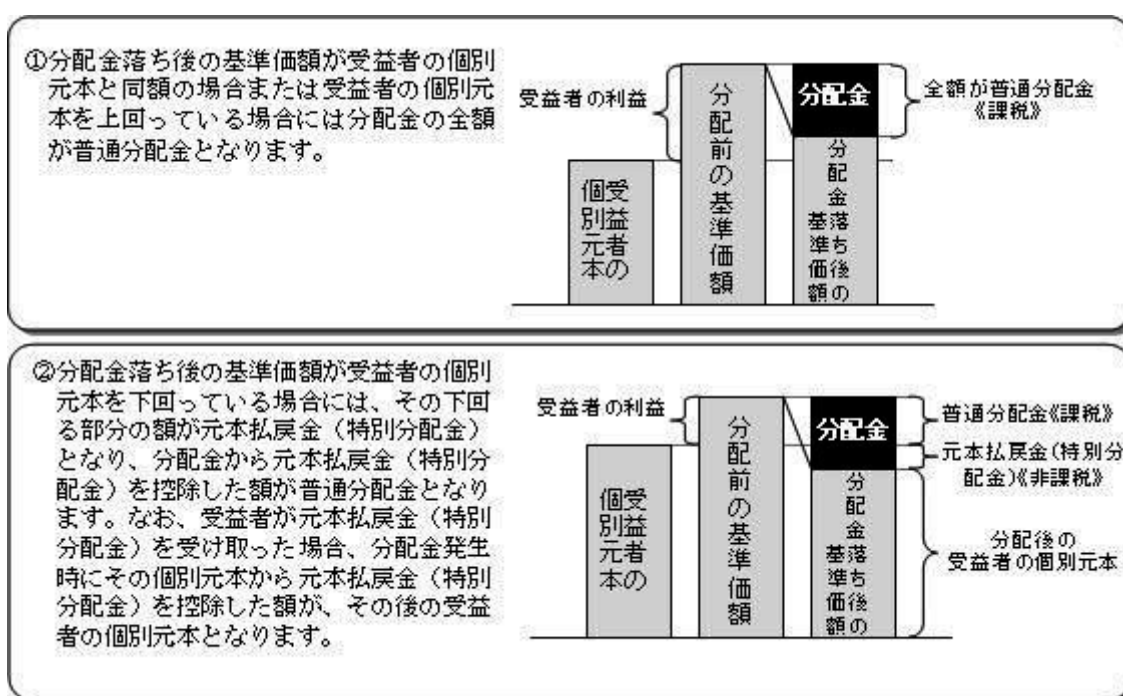 ①分配金落ち後の基準価額が受益者の個別
元本と同額の場合または受益者の個別元
本を上回っている場合には分配金の全額
が普通分配金となります。
受益者の利益
受益者の
個別元本
分配前の基準価額
分配金
分配金落ち後の
基準価額
全額が普通分配金
《課税》
②分配金落ち後の基準価額が受益者の個別
元本を下回っている場合には、その下回
る部分の額が元本払戻金（特別分配金）
となり、分配金から元本払戻金（特別分
配金）を控除した額が普通分配金となり
ます。なお、受益者が元本払戻金（特別
分配金）を受け取った場合、分配金発生
時にその個別元本から元本払戻金（特別
分配金）を控除した額が、その後の受益
者の個別元本となります。
受益者の利益
受益者の
個別元本
分配前の基準価額
分配金
分配金落ち後の
基準価額
普通分配金《課税》
元本払戻金(特別分
配金)《非課税》
分配後の
受益者の個別元本